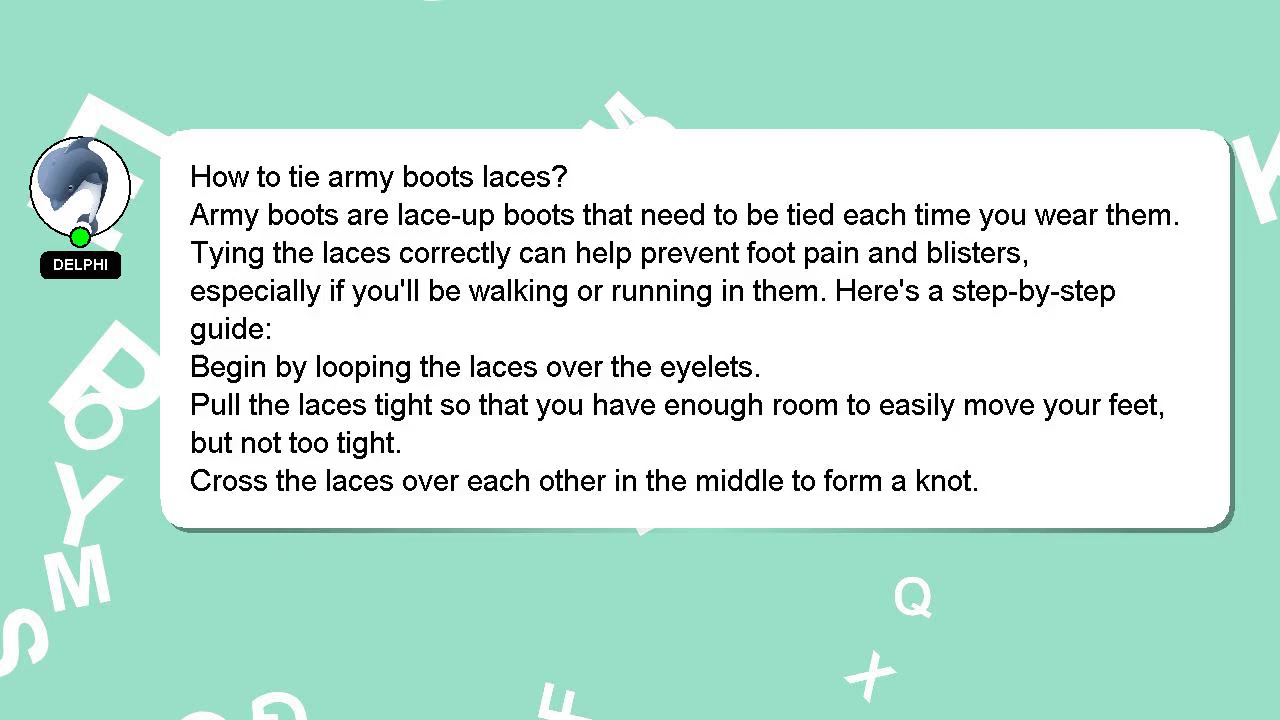 How to tie army boots laces?
Army boots are lace-up boots that need to be tied each time you wear them.
Tying the laces correctly can help prevent foot pain and blisters,
especially if you'll be walking or running in them. Here's a step-by-step
guide:
Begin by looping the laces over the eyelets.
Pull the laces tight so that you have enough room to easily move your feet,
but not too tight.
Cross the laces over each other in the middle to form a knot.
DELPHI
M
Y
B
O
Y
M
S
Q
X
G
F